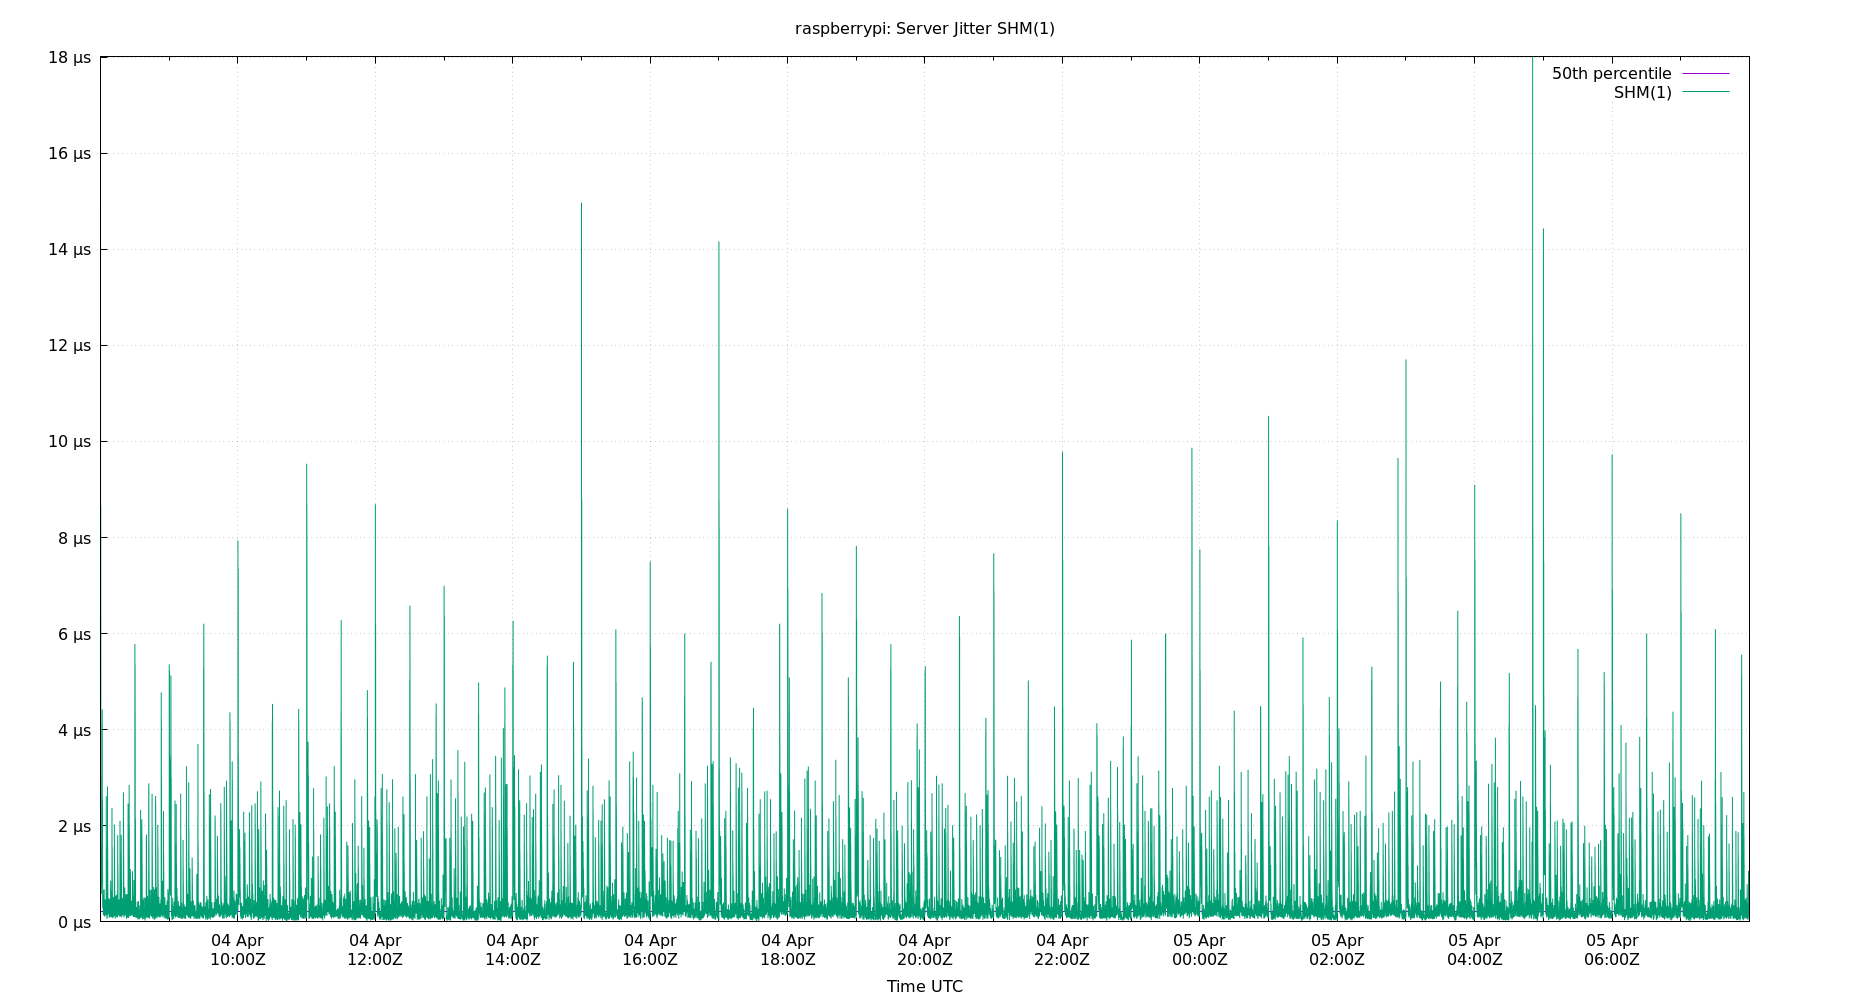 raspberrypi: Server Jitter SHM(1)
18 µs
50th percentile
SHM(1)
16 µs
14 µs
12 µs
10 µs
8 µs
6 µs
4 µs
2 µs
0 µs
04 Apr 04 Apr 04 Apr 04 Apr 04 Apr 04 Apr 04 Apr 05 Apr 05 Apr 05 Apr 05 Apr
10:00Z 12:00Z 14:00Z 16:00Z 18:00Z 20:00Z 22:00Z 00:00Z 02:00Z 04:00Z 06:00Z
Time UTC